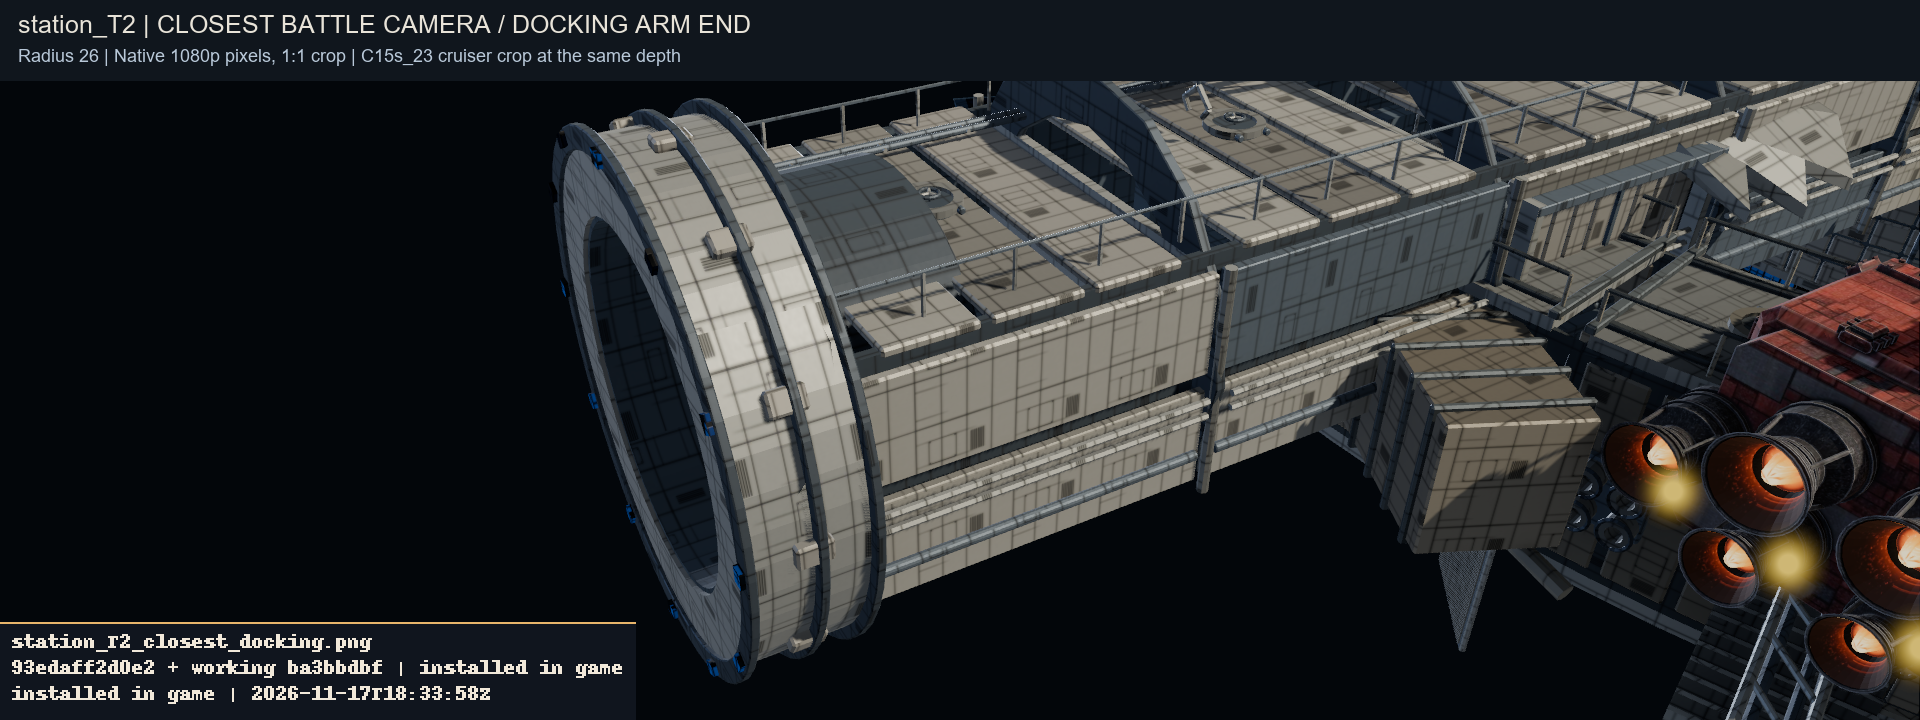 station_T2 | CLOSEST BATTLE CAMERA / DOCKING ARM END
Radius 26 | Native 1080p pixels, 1:1 crop | C15s_23 cruiser crop at the same depth
station_T2_closest_docking.png
93edaff2d0e2 + working ba3bbdbf | installed in game
installed in game | 2026-11-17T18:33:58Z